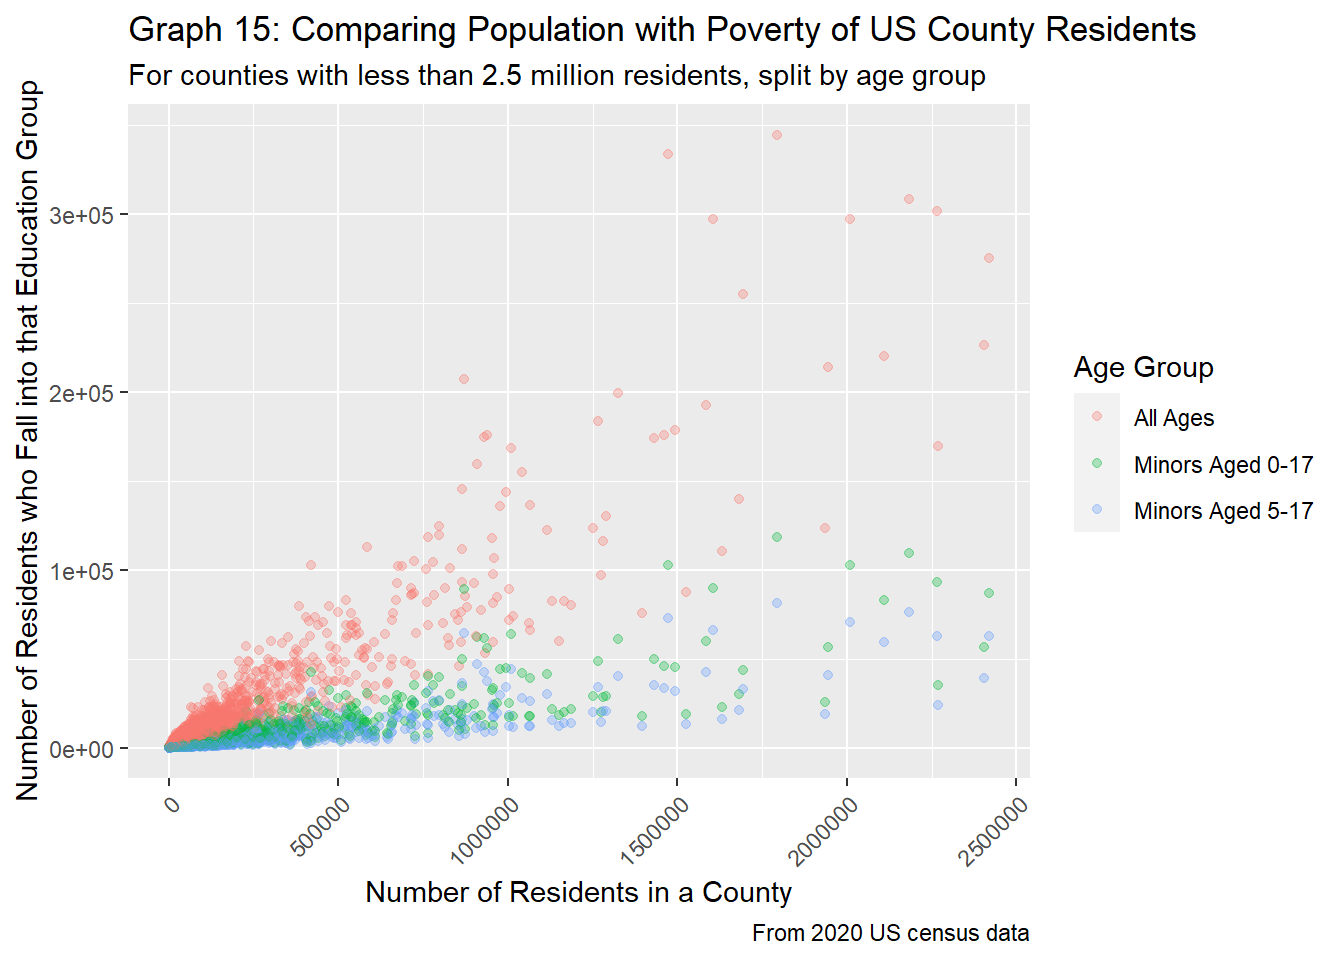 Graph 15: Comparing Population with Poverty of US County Residents
For counties with less than 2.5 million residents, split by age group
Number of Residents who Fall into that Education Group
3e+05
2e+05
1e+05
0e+00
0
500000
1000000
1500000
2000000
2500000
Number of Residents in a County
Age Group
All Ages
Minors Aged 0-17
Minors Aged 5-17
From 2020 US census data